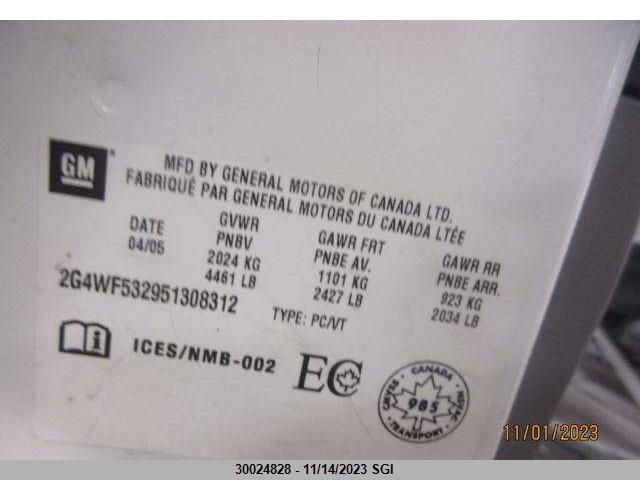 GM
MFD BY GENERAL MOTORS OF CANADA LTD.
FABRIQUÉ PAR GENERAL MOTORS DU CANADA LTÉE
DATE GVWR GAWR FRT GAWR RR
04/05 PNBV PNBE AV. PNBE ARR.
2024 KG 1101 KG 923 KG
4461 LB 2427 LB 2034 LB
2G4WF532951308312 TYPE: PC/VT
i ICES/NMB-002 EC
CANADA
985
TRANSPORT
11/01/2023
30024828 - 11/14/2023 SGI